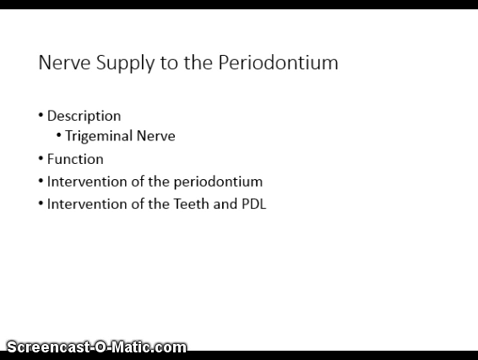 Nerve Supply to the Periodontium
• Description
• Trigeminal Nerve
• Function
• Intervention of the periodontium
• Intervention of the Teeth and PDL
Screencast-O-Matic.com